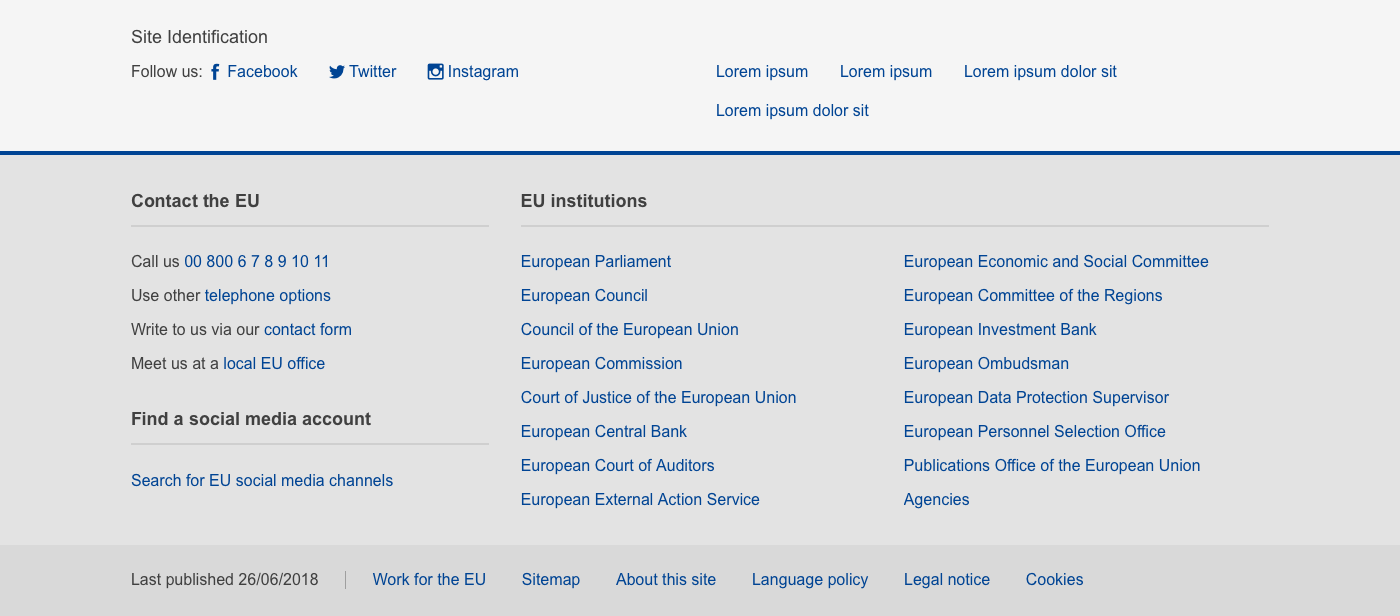 Site Identification
Follow us: Facebook Twitter Instagram
Lorem ipsum Lorem ipsum Lorem ipsum dolor sit
Lorem ipsum dolor sit
Contact the EU
Call us 00 800 6 7 8 9 10 11
Use other telephone options
Write to us via our contact form
Meet us at a local EU office
Find a social media account
Search for EU social media channels
EU institutions
European Parliament
European Council
Council of the European Union
European Commission
Court of Justice of the European Union
European Central Bank
European Court of Auditors
European External Action Service
European Economic and Social Committee
European Committee of the Regions
European Investment Bank
European Ombudsman
European Data Protection Supervisor
European Personnel Selection Office
Publications Office of the European Union
Agencies
Last published 26/06/2018 Work for the EU Sitemap About this site Language policy Legal notice Cookies